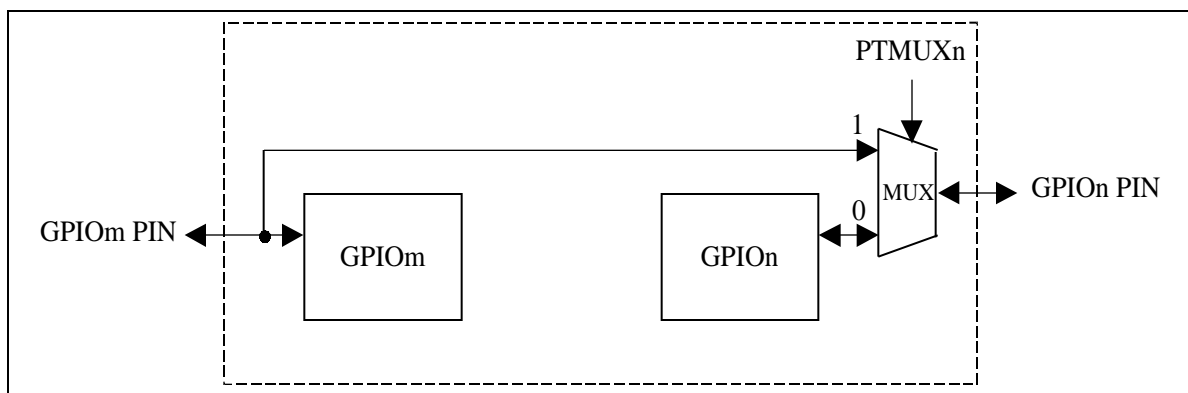 PTMUXn
1
MUX
GPIOn PIN
0
GPIOm PIN
GPIOm
GPIOn